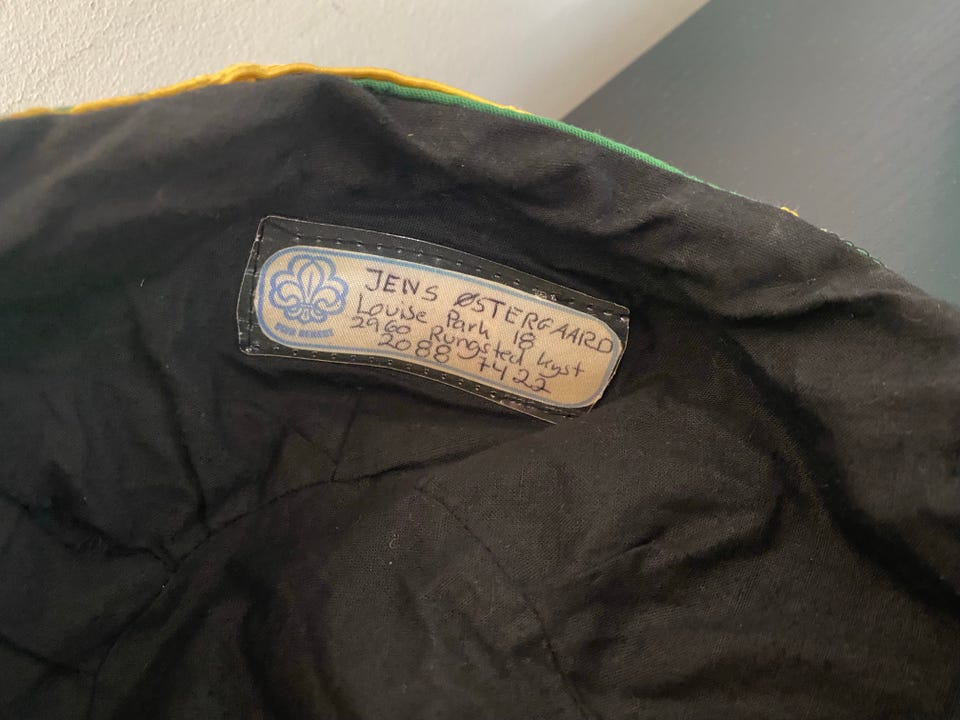 JENS ØSTERGAARD
Louise Park 18
2960 Rungsted kyst
2088 7422